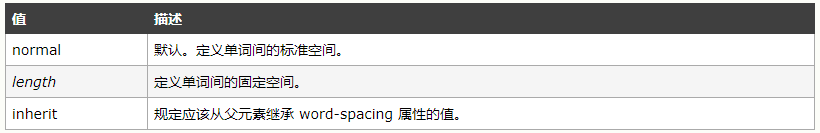 值 描述
normal 默认。定义单词间的标准空间。
length 定义单词间的固定空间。
inherit 规定应该从父元素继承 word-spacing 属性的值。